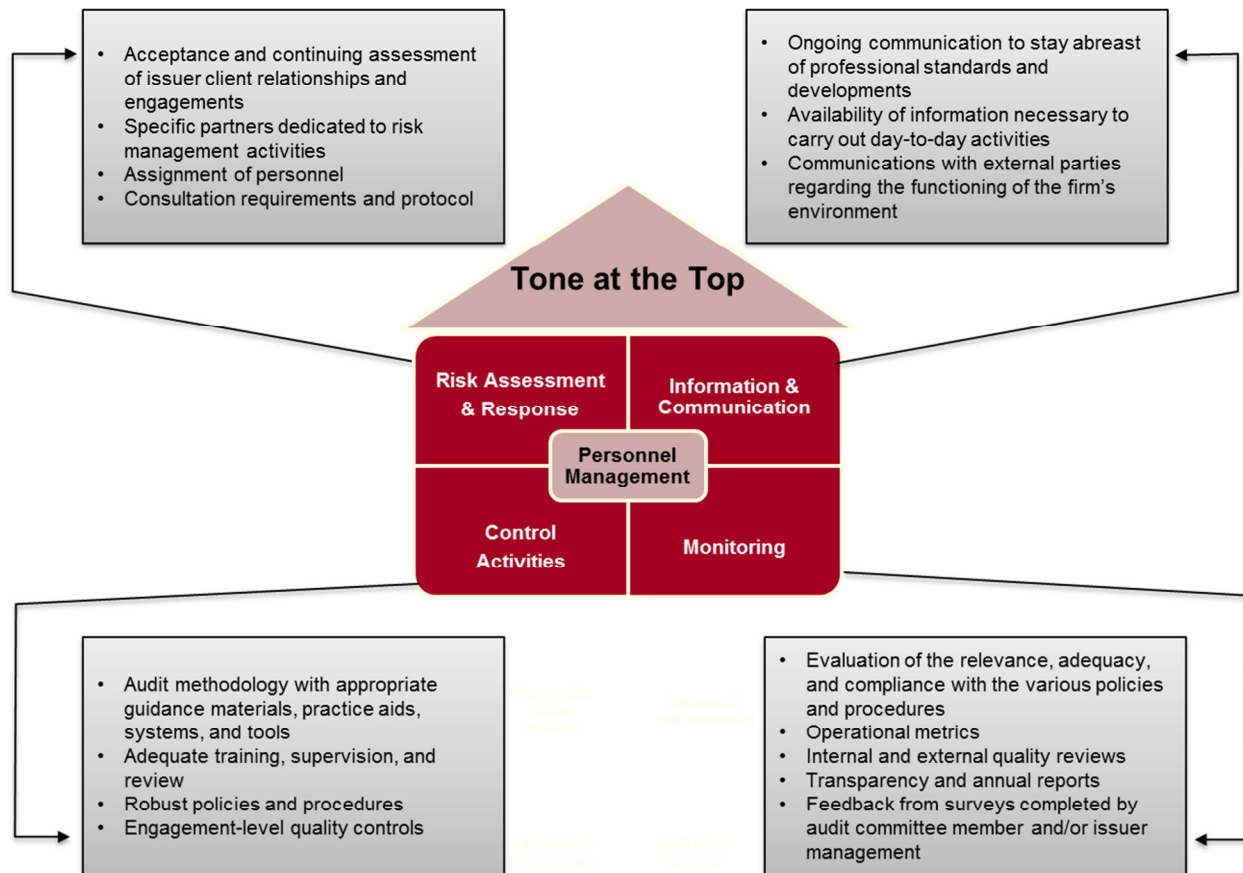 • Acceptance and continuing assessment
of issuer client relationships and
engagements
• Specific partners dedicated to risk
management activities
• Assignment of personnel
• Consultation requirements and protocol
• Ongoing communication to stay abreast
of professional standards and
developments
• Availability of information necessary to
carry out day-to-day activities
• Communications with external parties
regarding the functioning of the firm's
environment
Tone at the Top
Risk Assessment
& Response
Information &
Communication
Personnel
Management
Control
Activities
Monitoring
• Audit methodology with appropriate
guidance materials, practice aids,
systems, and tools
• Adequate training, supervision, and
review
• Robust policies and procedures
• Engagement-level quality controls
• Evaluation of the relevance, adequacy,
and compliance with the various policies
and procedures
• Operational metrics
• Internal and external quality reviews
• Transparency and annual reports
• Feedback from surveys completed by
audit committee member and/or issuer
management